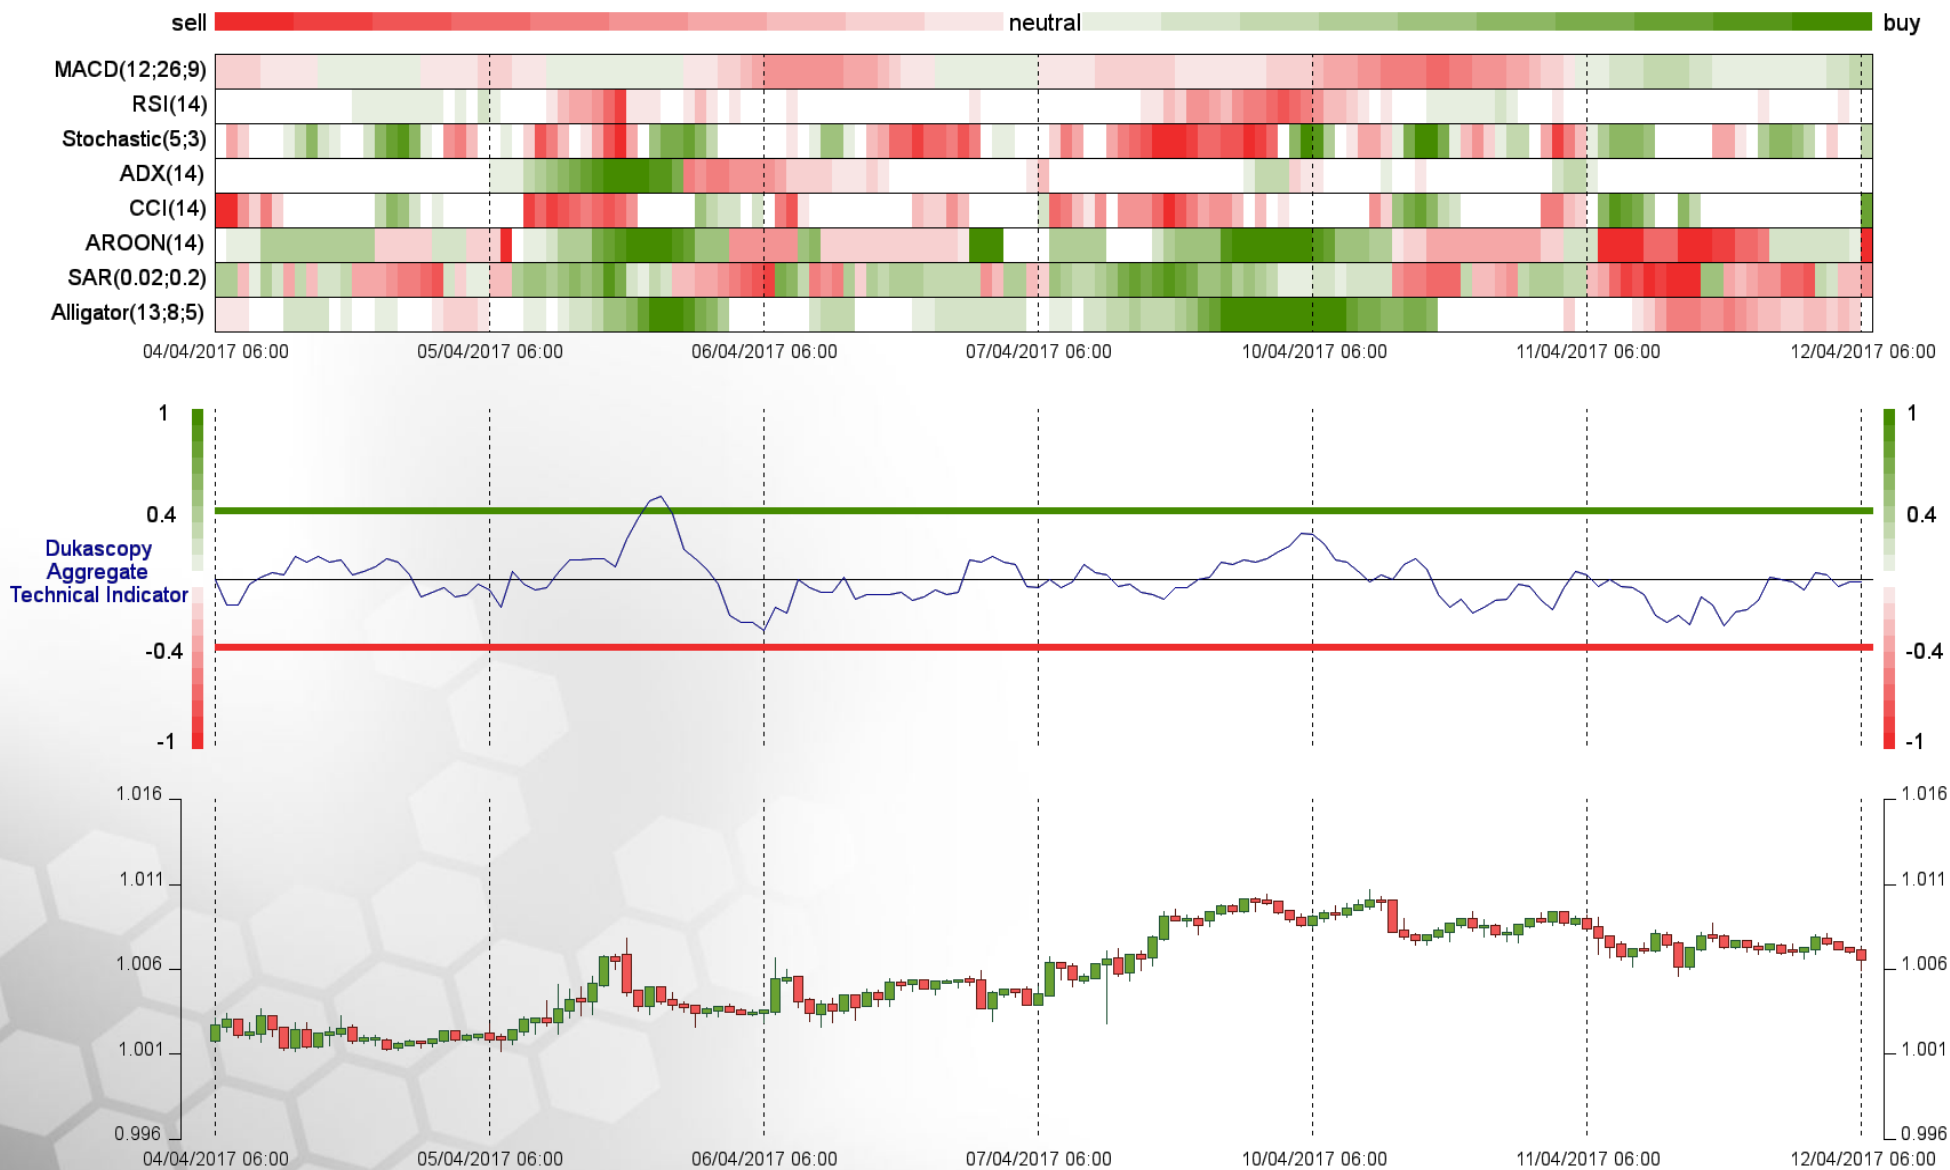 sell neutral buy
MACD(12;26;9)
RSI(14)
Stochastic(5;3)
ADX(14)
CCI(14)
AROON(14)
SAR(0.02;0.2)
Alligator(13;8;5)
04/04/2017 06:00 05/04/2017 06:00 06/04/2017 06:00 07/04/2017 06:00 10/04/2017 06:00 11/04/2017 06:00 12/04/2017 06:00
1 1
0.4 0.4
Dukascopy
Aggregate
Technical Indicator
-0.4 -0.4
-1 -1
1.016 1.016
1.011 1.011
1.006 1.006
1.001 1.001
0.996 0.996
04/04/2017 06:00 05/04/2017 06:00 06/04/2017 06:00 07/04/2017 06:00 10/04/2017 06:00 11/04/2017 06:00 12/04/2017 06:00